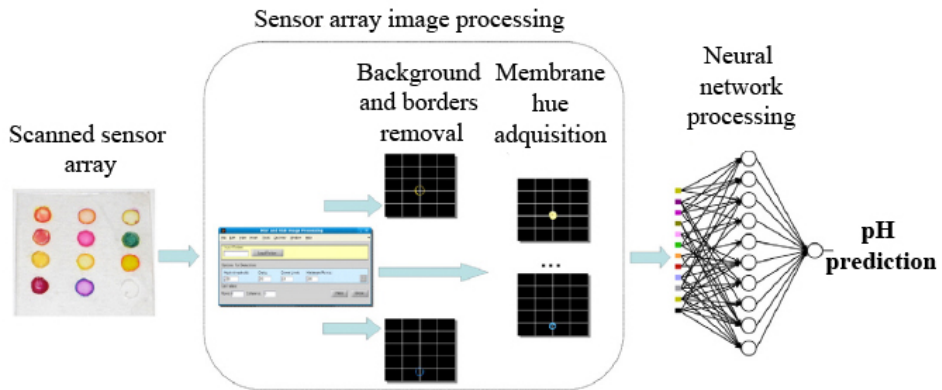 Sensor array image processing
Scanned sensor
array
Background
and borders
removal
Membrane
hue
adquisition
...
Neural
network
processing
pH
prediction